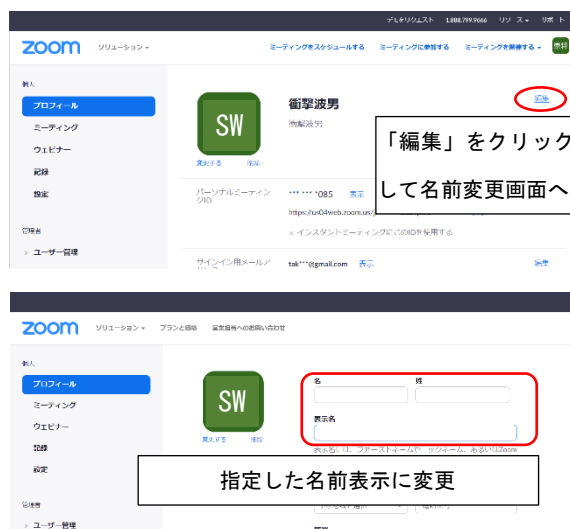 デモをリクエスト 1.888.799.9666 リソース サポート
zoom ソリューション ミーティングをスケジュールする ミーティングに参加する ミーティングを開催する
個人
プロフィール
ミーティング
ウェビナー
記録
設定
管理者
ユーザー管理
SW
変更する 削除
衝撃波男
衝撃波男
編集
「編集」をクリック
して名前変更画面へ
パーソナルミーティン
グID
*** *** *085 表示
https://us04web.zoom.us/
× インスタントミーティングにこのIDを使用する
サインイン用メールア
tak***@gmail.com 表示 編集
zoom ソリューション プランと価格 営業担当へのお問い合わせ
個人
プロフィール
ミーティング
ウェビナー
記録
設定
管理者
ユーザー管理
SW
変更する 削除
名 姓
表示名
指定した名前表示に変更